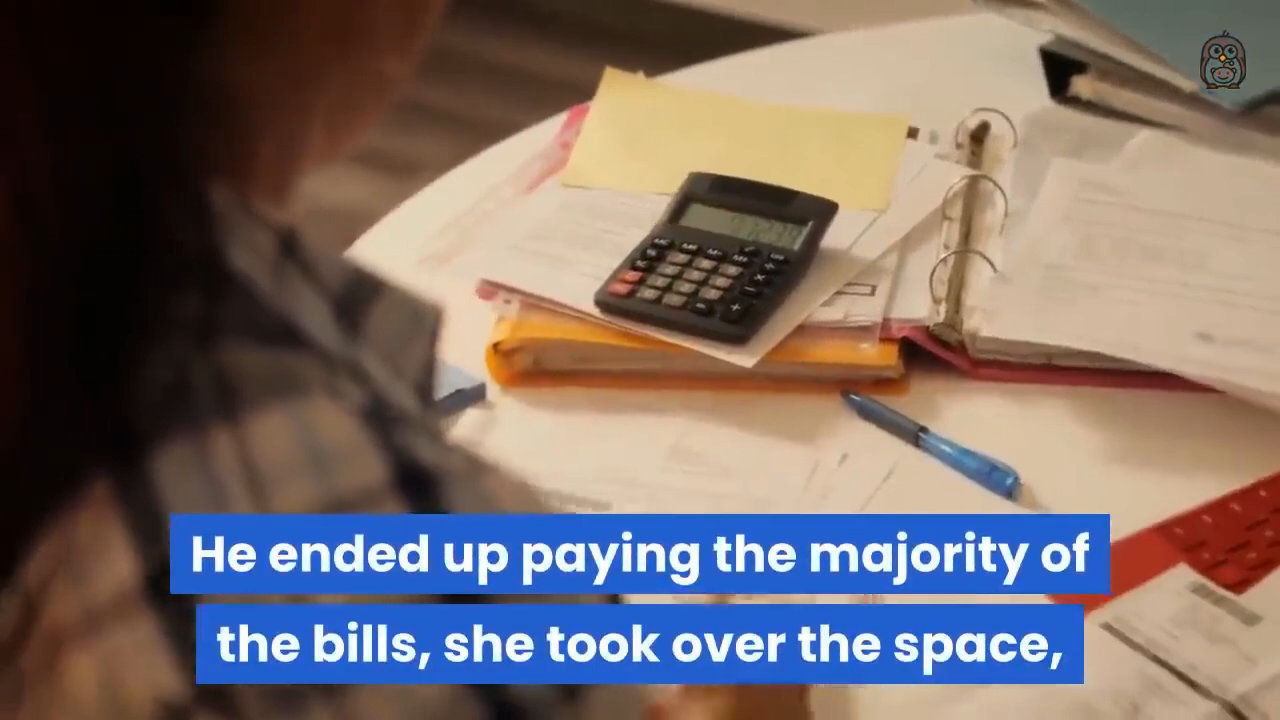 He ended up paying the majority of
the bills, she took over the space,